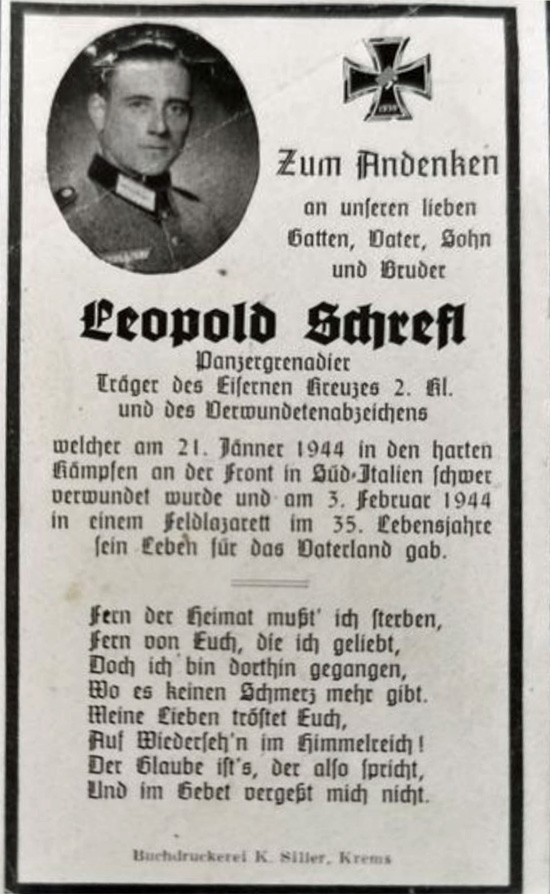 1939
Zum Andenken
an unseren lieben
Gatten, Vater, Sohn
und Bruder
Leopold Schrefl
Panzergrenadier
Träger des Eisernen Kreuzes 2. Kl.
und des Verwundetenabzeichens
welcher am 21. Jänner 1944 in den harten
Kämpfen an der Front in Süd-Italien schwer
verwundet wurde und am 3. Februar 1944
in einem Feldlazarett im 35. Lebensjahre
sein Leben für das Vaterland gab.
Fern der Heimat mußt' ich sterben,
Fern von Euch, die ich geliebt,
Doch ich bin dorthin gegangen,
Wo es keinen Schmerz mehr gibt.
Meine Lieben tröstet Euch,
Auf Wiederseh'n im Himmelreich!
Der Glaube ist's, der also spricht,
Und im Gebet vergeßt mich nicht.
Buchdruckerei K. Siller, Krems